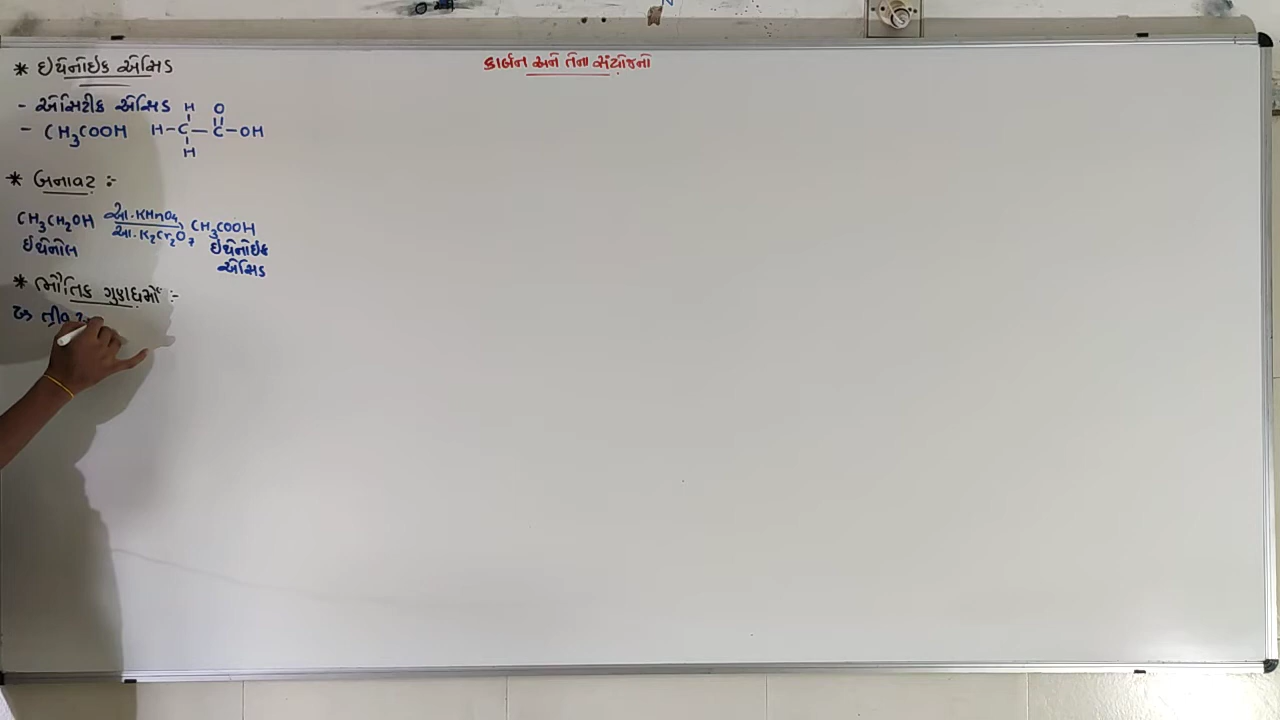 કાર્બન અને તેના સંયોજનો
* ઇથેનોઇક એસિડ
- એસિટીક એસિડ
- CH3COOH
H O
H-C-C-OH
H
* બનાવટ :-
CH3CH2OH આ.KMnO4 આ.K2Cr2O7 CH3COOH
ઇથેનોલ ઇથેનોઇક
એસિડ
* ભૌતિક ગુણધર્મો :-